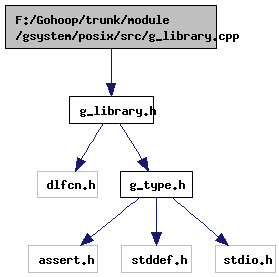 F:/Gohoop/trunk/module
/gsystem/posix/src/g_library.cpp
g_library.h
dlfcn.h
g_type.h
assert.h
stddef.h
stdio.h